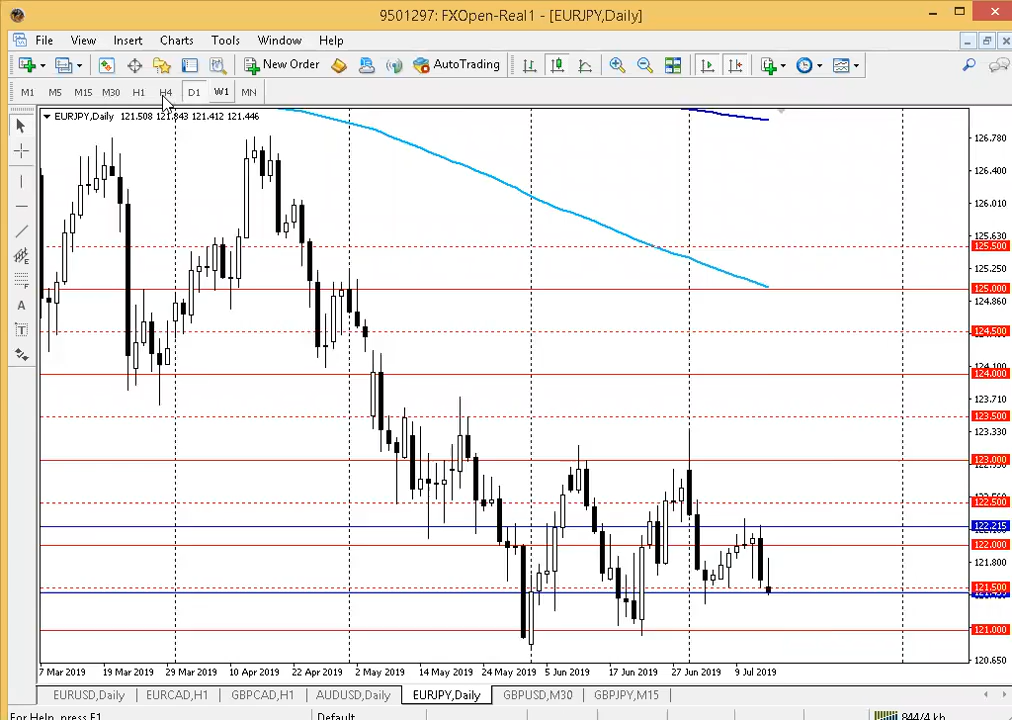 9501297: FXOpen-Real1 - [EURJPY,Daily]
File View Insert Charts Tools Window Help
New Order AutoTrading
M1 M5 M15 M30 H1 H4 D1 W1 MN
EURJPY,Daily 121.508 121.843 121.412 121.446
126.780
126.400
126.010
125.630
125.500
125.250
125.000
124.860
124.500
124.100
124.000
123.710
123.500
123.330
123.000
122.500
122.215
122.000
121.800
121.500
121.000
120.650
7 Mar 2019 19 Mar 2019 29 Mar 2019 10 Apr 2019 22 Apr 2019 2 May 2019 14 May 2019 24 May 2019 5 Jun 2019 17 Jun 2019 27 Jun 2019 9 Jul 2019
EURUSD,Daily EURCAD,H1 GBPCAD,H1 AUDUSD,Daily EURJPY,Daily GBPUSD,M30 GBPJPY,M15
For Help, press F1 Default 844/4 kb